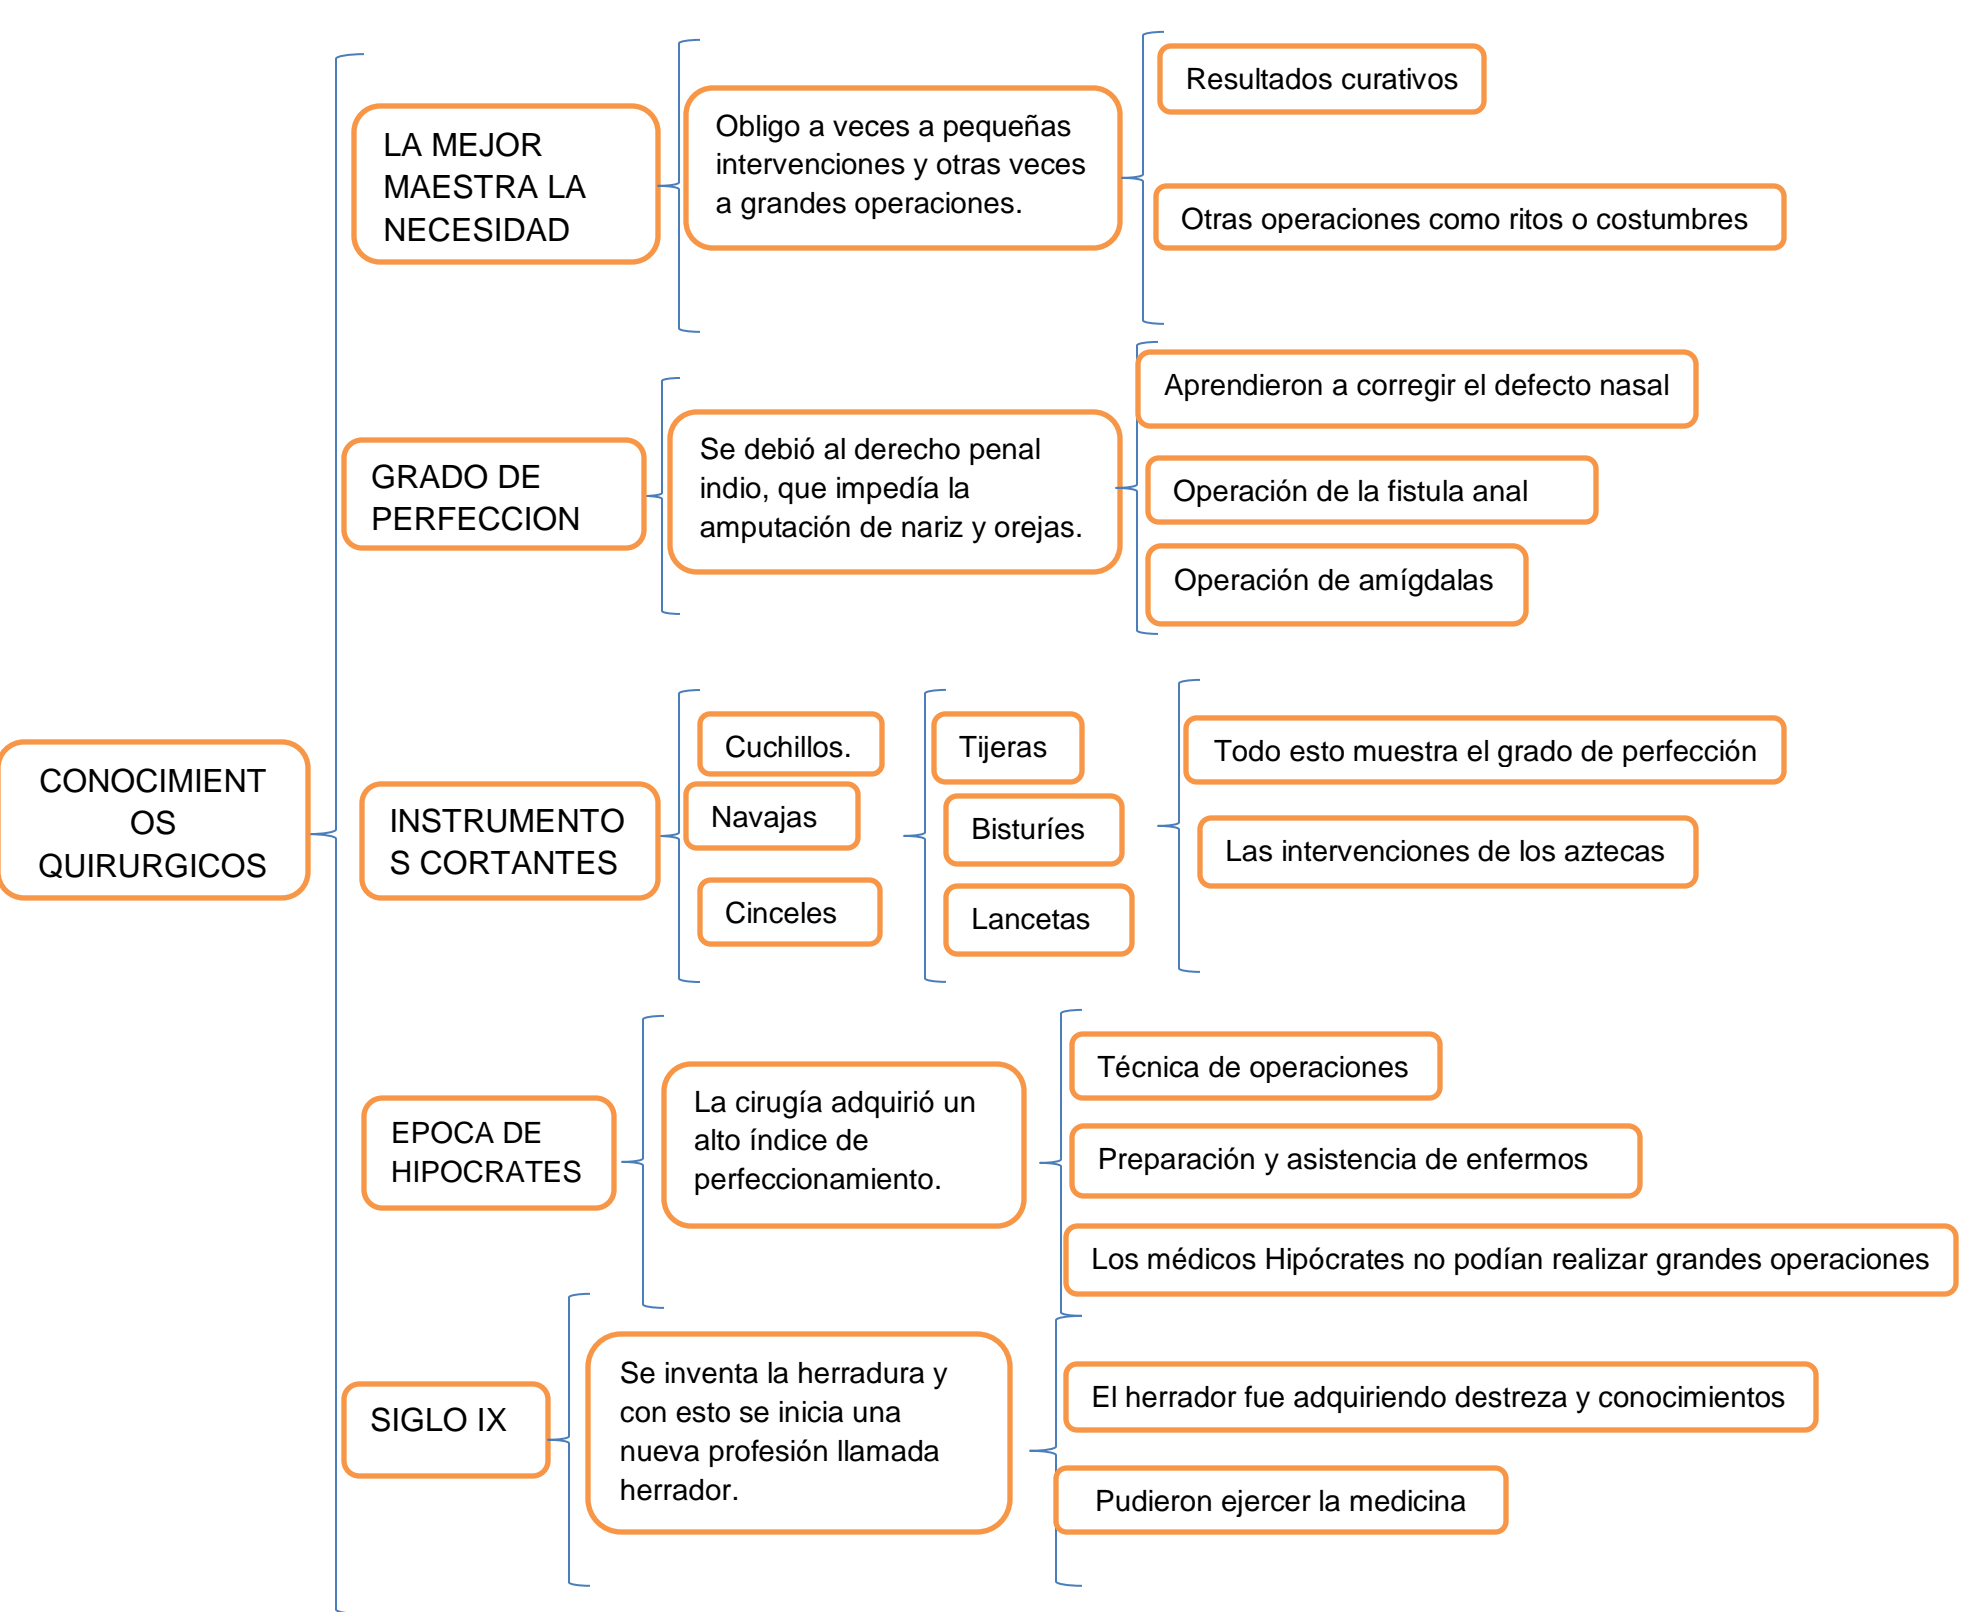 CONOCIMIENT
OS
QUIRURGICOS
LA MEJOR
MAESTRA LA
NECESIDAD
Obligo a veces a pequeñas
intervenciones y otras veces
a grandes operaciones.
Resultados curativos
Otras operaciones como ritos o costumbres
GRADO DE
PERFECCION
Se debió al derecho penal
indio, que impedía la
amputación de nariz y orejas.
Aprendieron a corregir el defecto nasal
Operación de la fistula anal
Operación de amígdalas
INSTRUMENTO
S CORTANTES
Cuchillos.
Navajas
Cinceles
Tijeras
Bisturíes
Lancetas
Todo esto muestra el grado de perfección
Las intervenciones de los aztecas
EPOCA DE
HIPOCRATES
La cirugía adquirió un
alto índice de
perfeccionamiento.
Técnica de operaciones
Preparación y asistencia de enfermos
Los médicos Hipócrates no podían realizar grandes operaciones
SIGLO IX
Se inventa la herradura y
con esto se inicia una
nueva profesión llamada
herrador.
El herrador fue adquiriendo destreza y conocimientos
Pudieron ejercer la medicina